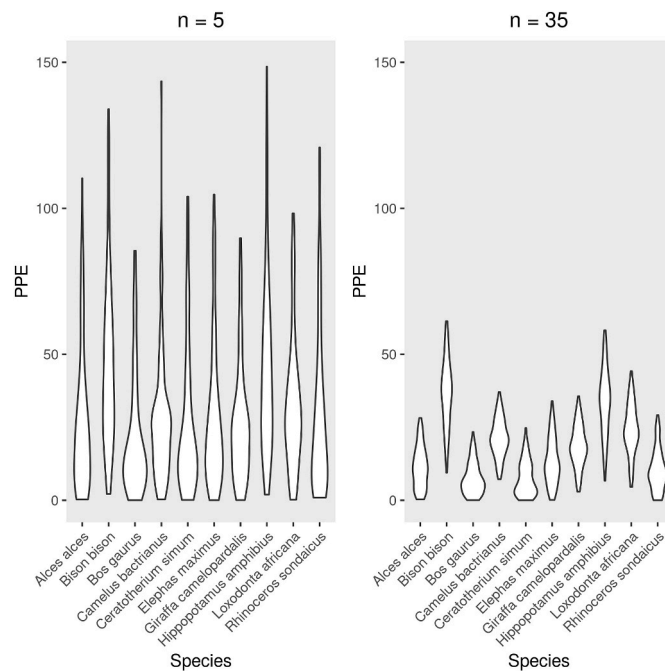 n = 5
PPE
150
100
50
0
Alces alces
Bison bison
Bos gaurus
Camelus bactrianus
Ceratotherium simum
Elephas maximus
Giraffa camelopardalis
Hippopotamus amphibius
Loxodonta africana
Rhinoceros sondaicus
Species
n = 35
PPE
150
100
50
0
Alces alces
Bison bison
Bos gaurus
Camelus bactrianus
Ceratotherium simum
Elephas maximus
Giraffa camelopardalis
Hippopotamus amphibius
Loxodonta africana
Rhinoceros sondaicus
Species